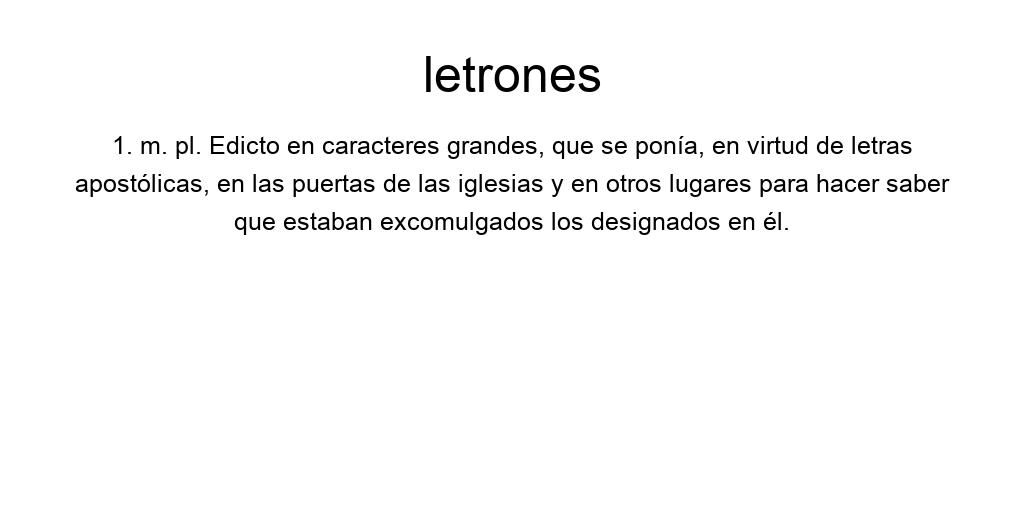 letrones
1. m. pl. Edicto en caracteres grandes, que se ponía, en virtud de letras
apostólicas, en las puertas de las iglesias y en otros lugares para hacer saber
que estaban excomulgados los designados en él.